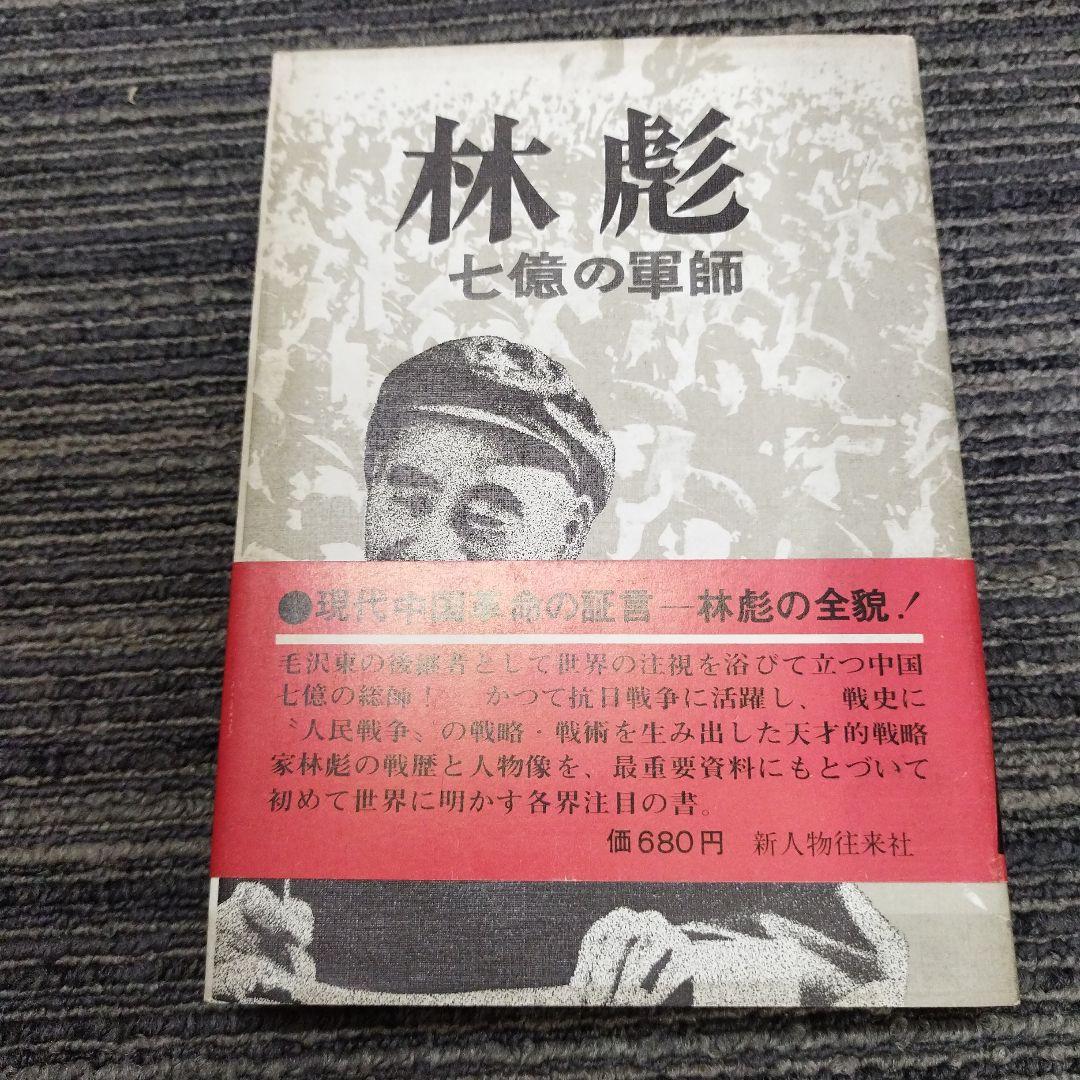 林彪
七億の軍師
●現代中国革命の証言―林彪の全貌！
毛沢東の後継者として世界の注視を浴びて立つ中国
七億の総師！　かつて抗日戦争に活躍し、戦史に
〝人民戦争〟の戦略・戦術を生み出した天才的戦略
家林彪の戦歴と人物像を、最重要資料にもとづいて
初めて世界に明かす各界注目の書。
価680円　新人物往来社